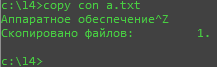 c:\14>copy con a.txt
Аппаратное обеспечение^Z
Скопировано файлов:         1.
c:\14>